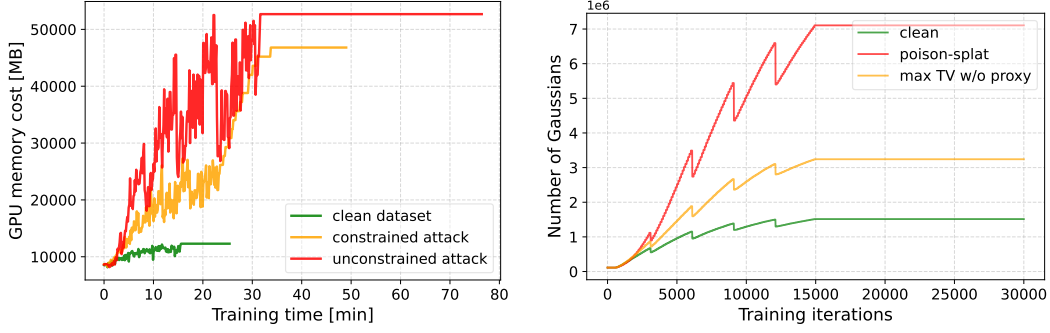 GPU memory cost [MB]
50000
40000
30000
20000
10000
clean dataset
constrained attack
unconstrained attack
0 10 20 30 40 50 60 70 80
Training time [min]
1e6
Number of Gaussians
7
6
5
4
3
2
1
0
clean
poison-splat
max TV w/o proxy
0 5000 10000 15000 20000 25000 30000
Training iterations